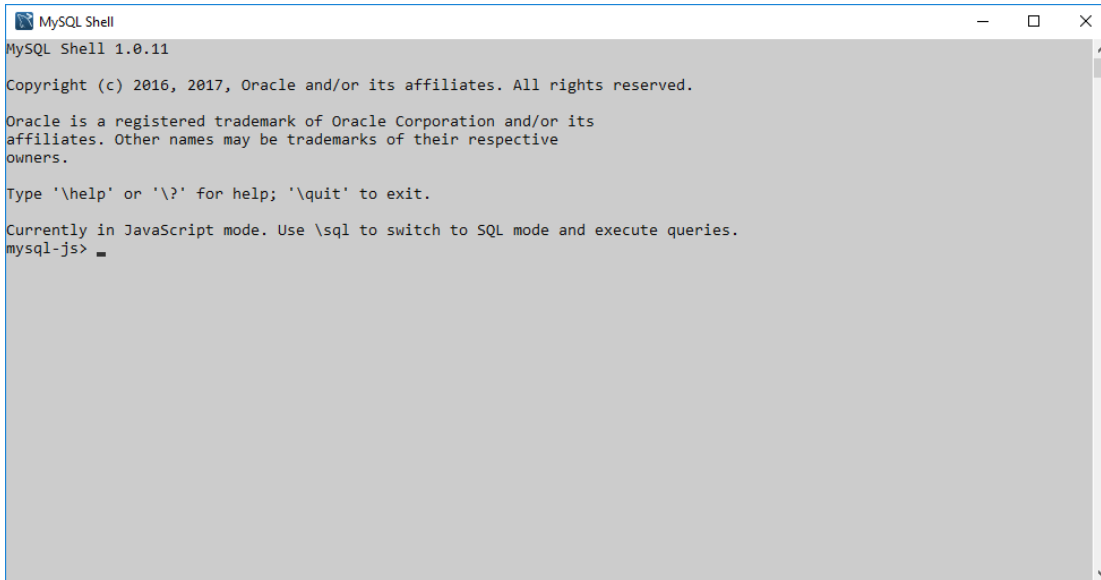 MySQL Shell
MySQL Shell 1.0.11
Copyright (c) 2016, 2017, Oracle and/or its affiliates. All rights reserved.
Oracle is a registered trademark of Oracle Corporation and/or its
affiliates. Other names may be trademarks of their respective
owners.
Type '\help' or '\?' for help; '\quit' to exit.
Currently in JavaScript mode. Use \sql to switch to SQL mode and execute queries.
mysql-js>